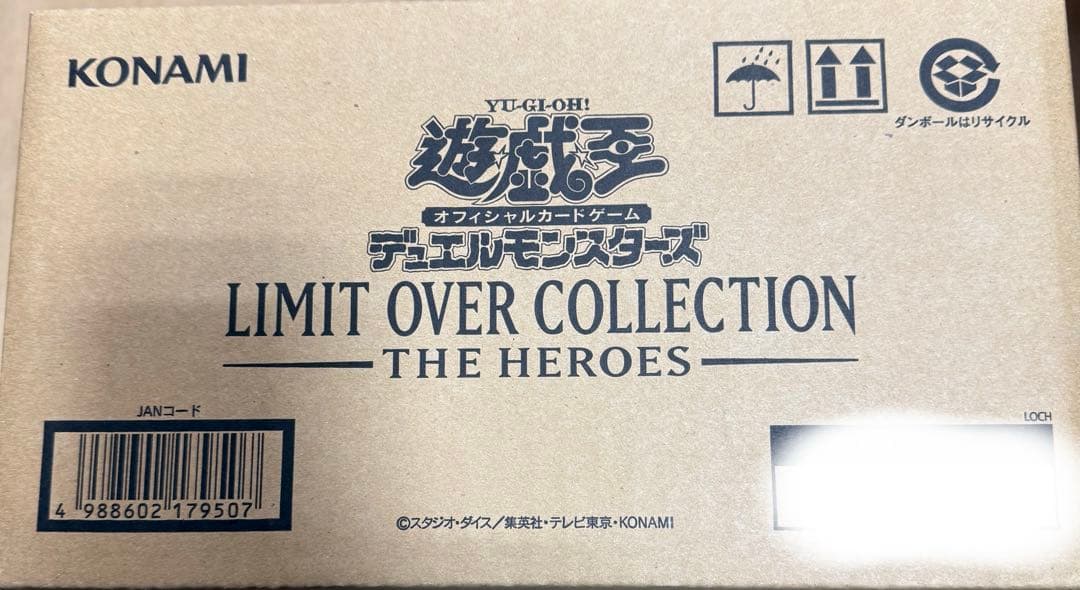 KONAMI
ダンボールはリサイクル
YU-GI-OH!
遊戯王
オフィシャルカードゲーム
デュエルモンスターズ
LIMIT OVER COLLECTION
THE HEROES
JANコード
4 988602 179507
LOCH
©スタジオ・ダイス／集英社・テレビ東京・KONAMI